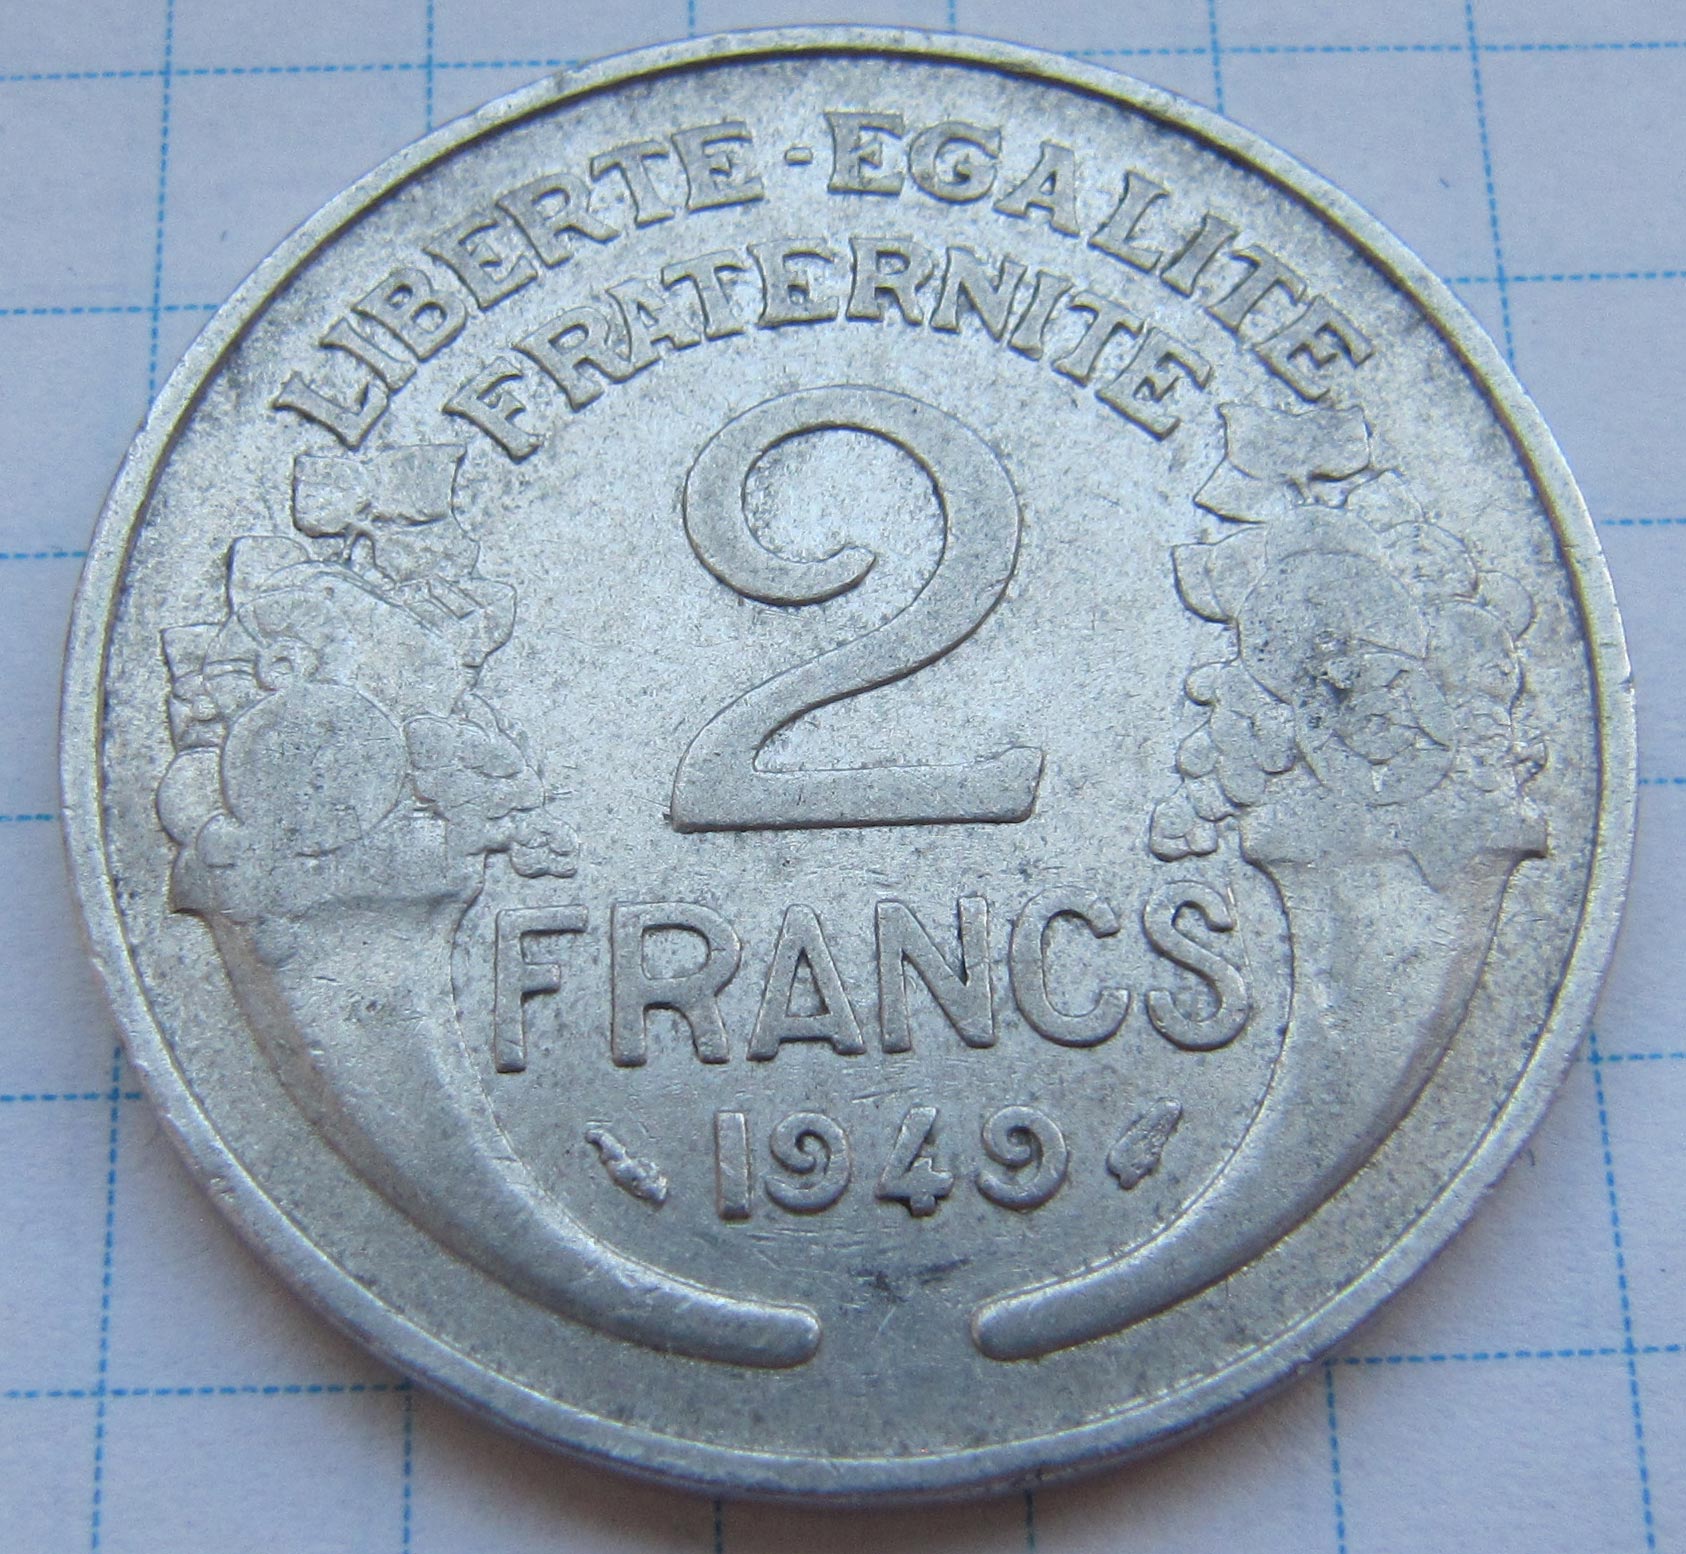 LIBERTE-EGALITE
FRATERNITE
2
FRANCS
1949